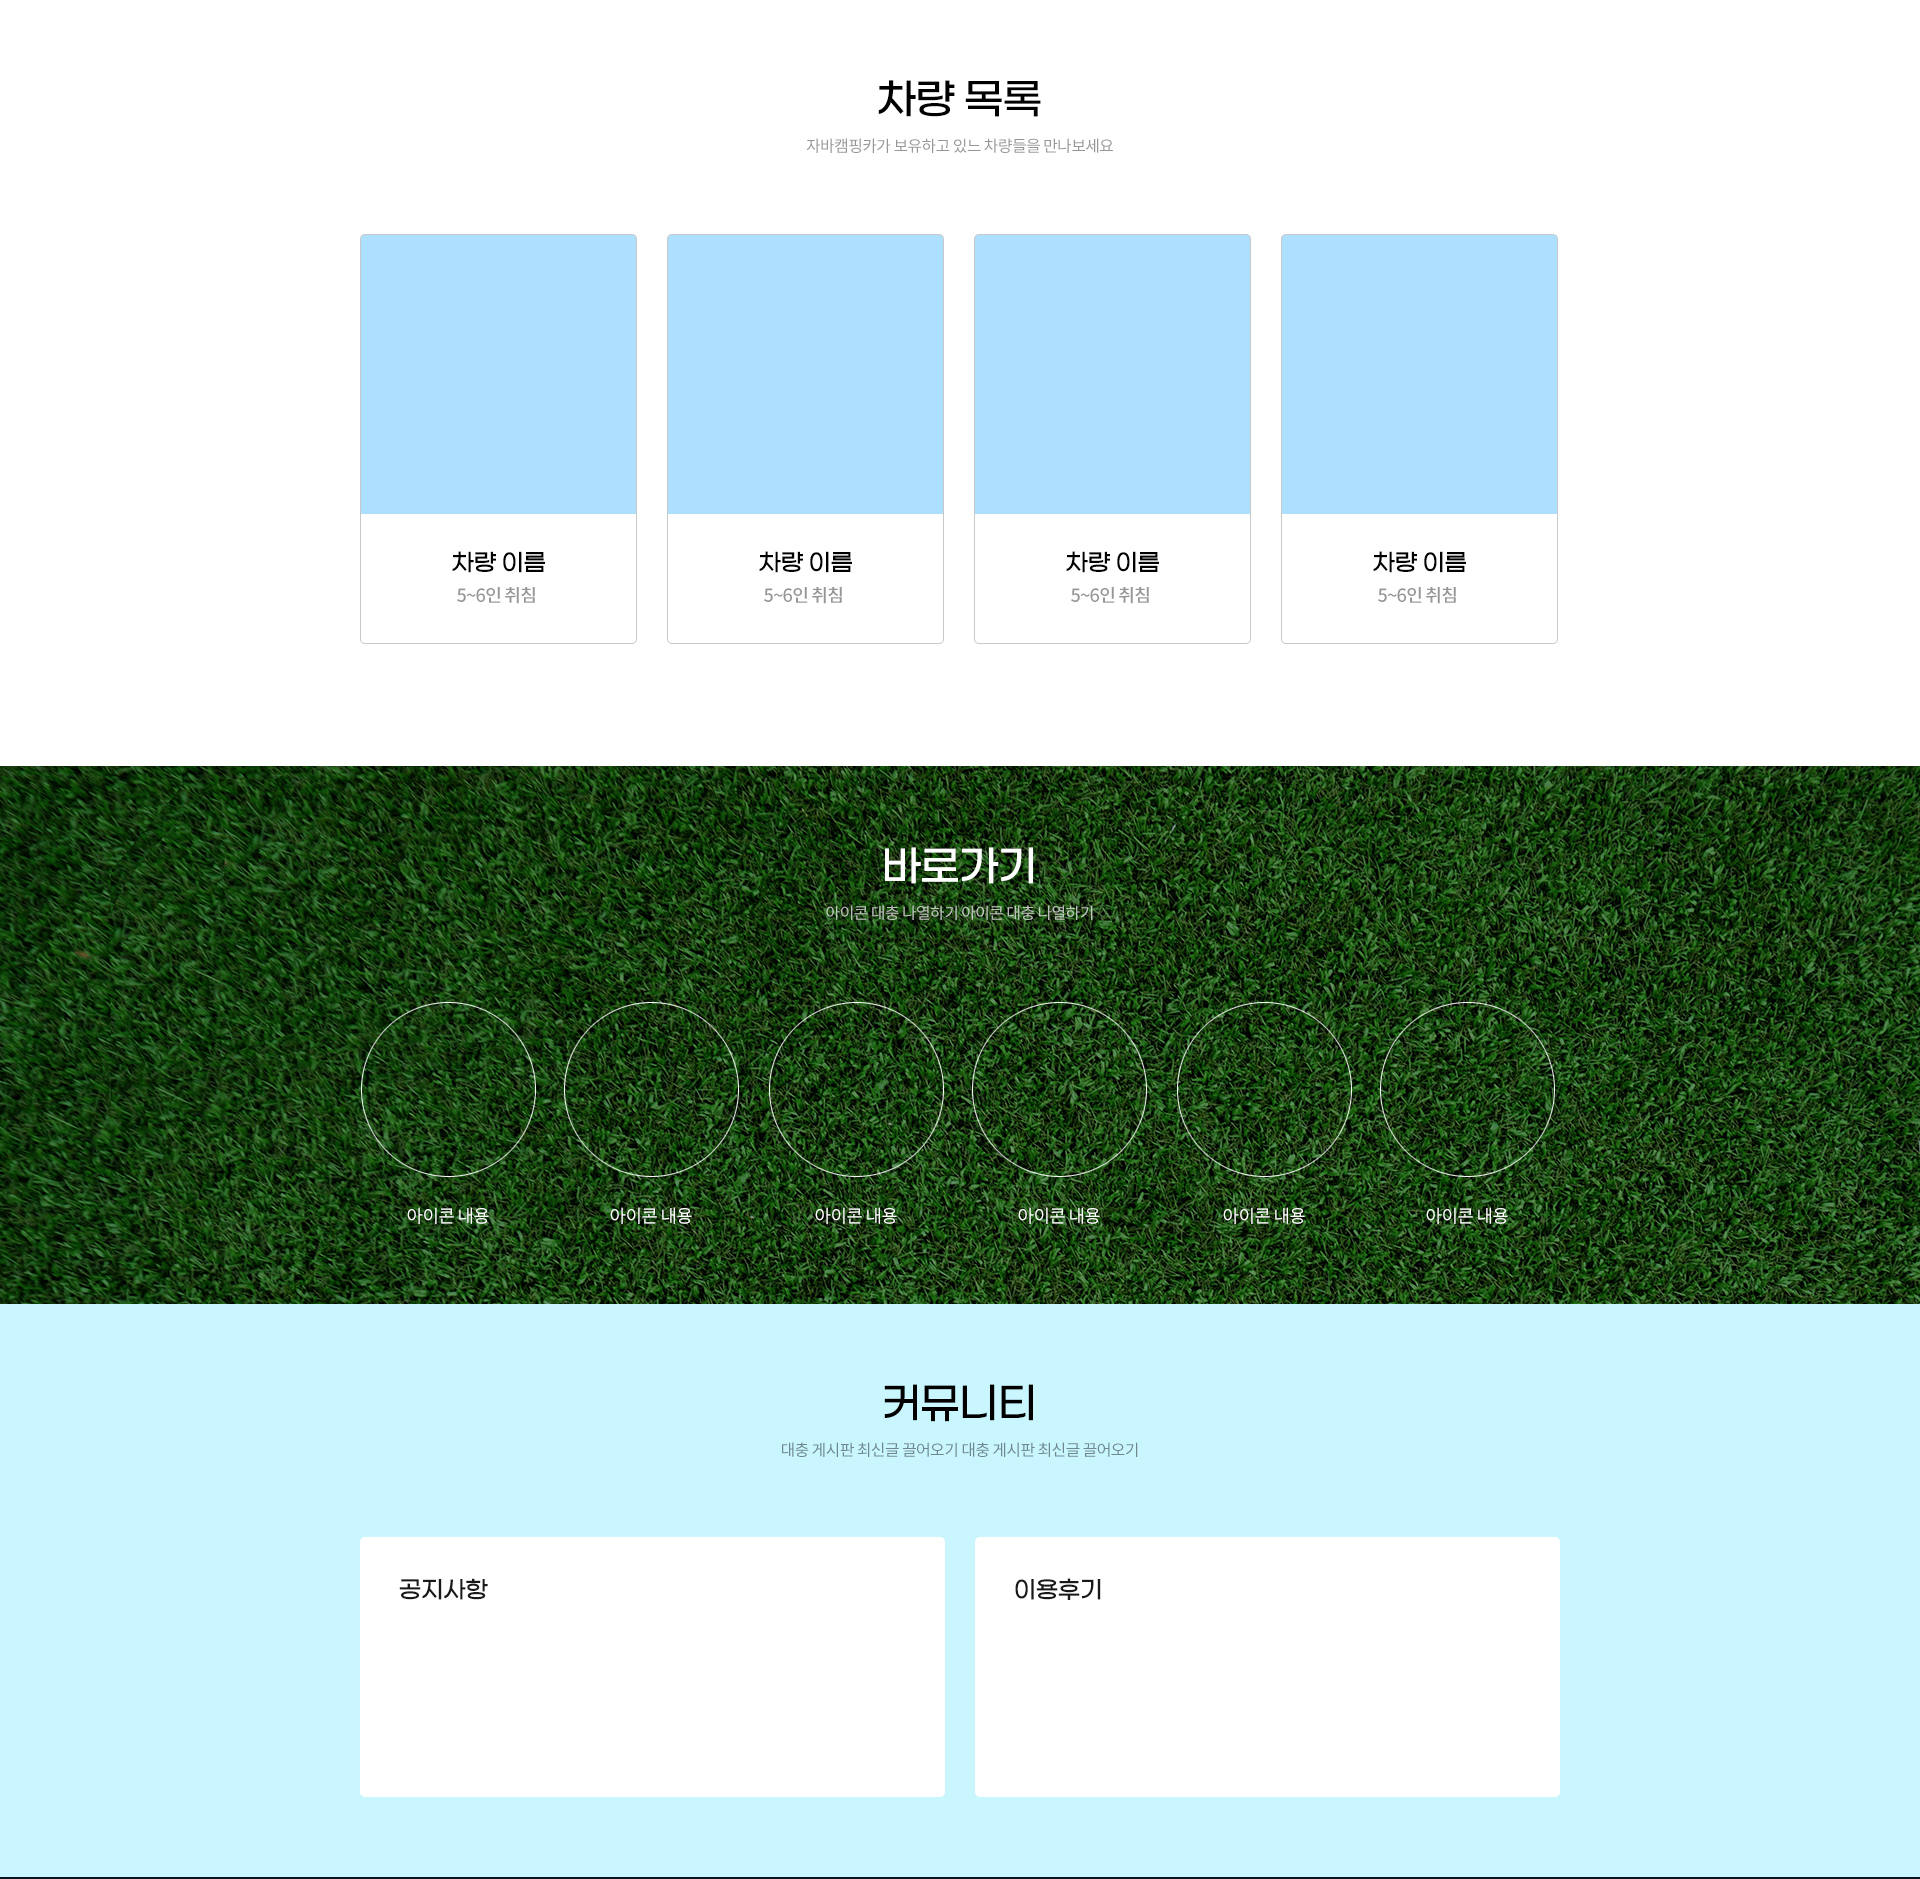 차량 목록
자바캠핑카가 보유하고 있느 차량들을 만나보세요
차량 이름
5~6인 취침
차량 이름
5~6인 취침
차량 이름
5~6인 취침
차량 이름
5~6인 취침
바로가기
아이콘 대충 나열하기 아이콘 대충 나열하기
아이콘 내용
아이콘 내용
아이콘 내용
아이콘 내용
아이콘 내용
아이콘 내용
커뮤니티
대충 게시판 최신글 끌어오기 대충 게시판 최신글 끌어오기
공지사항
이용후기